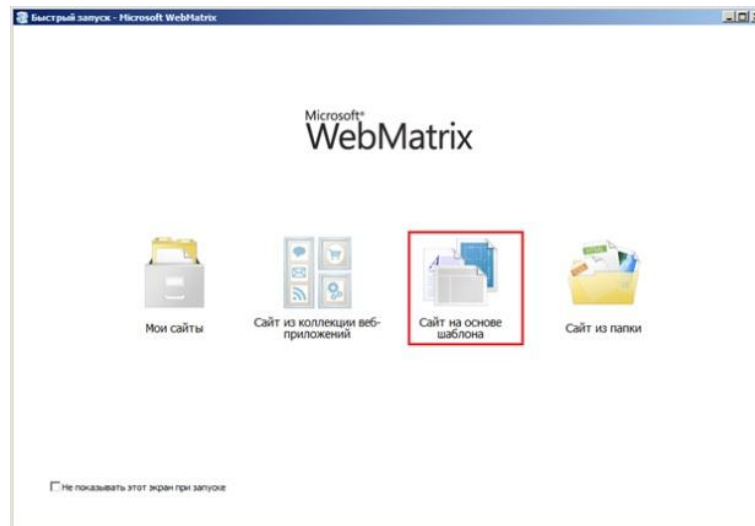 Быстрый запуск - Microsoft WebMatrix
Microsoft®
WebMatrix
Мои сайты
Сайт из коллекции веб-
приложений
Сайт на основе
шаблона
Сайт из папки
Не показывать этот экран при запуске